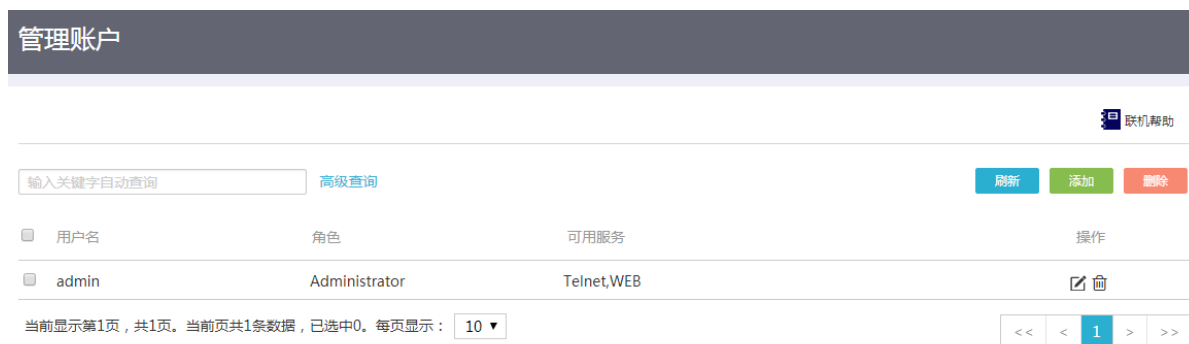 管理账户
联机帮助
输入关键字自动查询 高级查询 刷新 添加 删除
用户名 角色 可用服务 操作
admin Administrator Telnet,WEB
当前显示第1页，共1页。当前页共1条数据，已选中0。每页显示： 10 << < 1 > >>